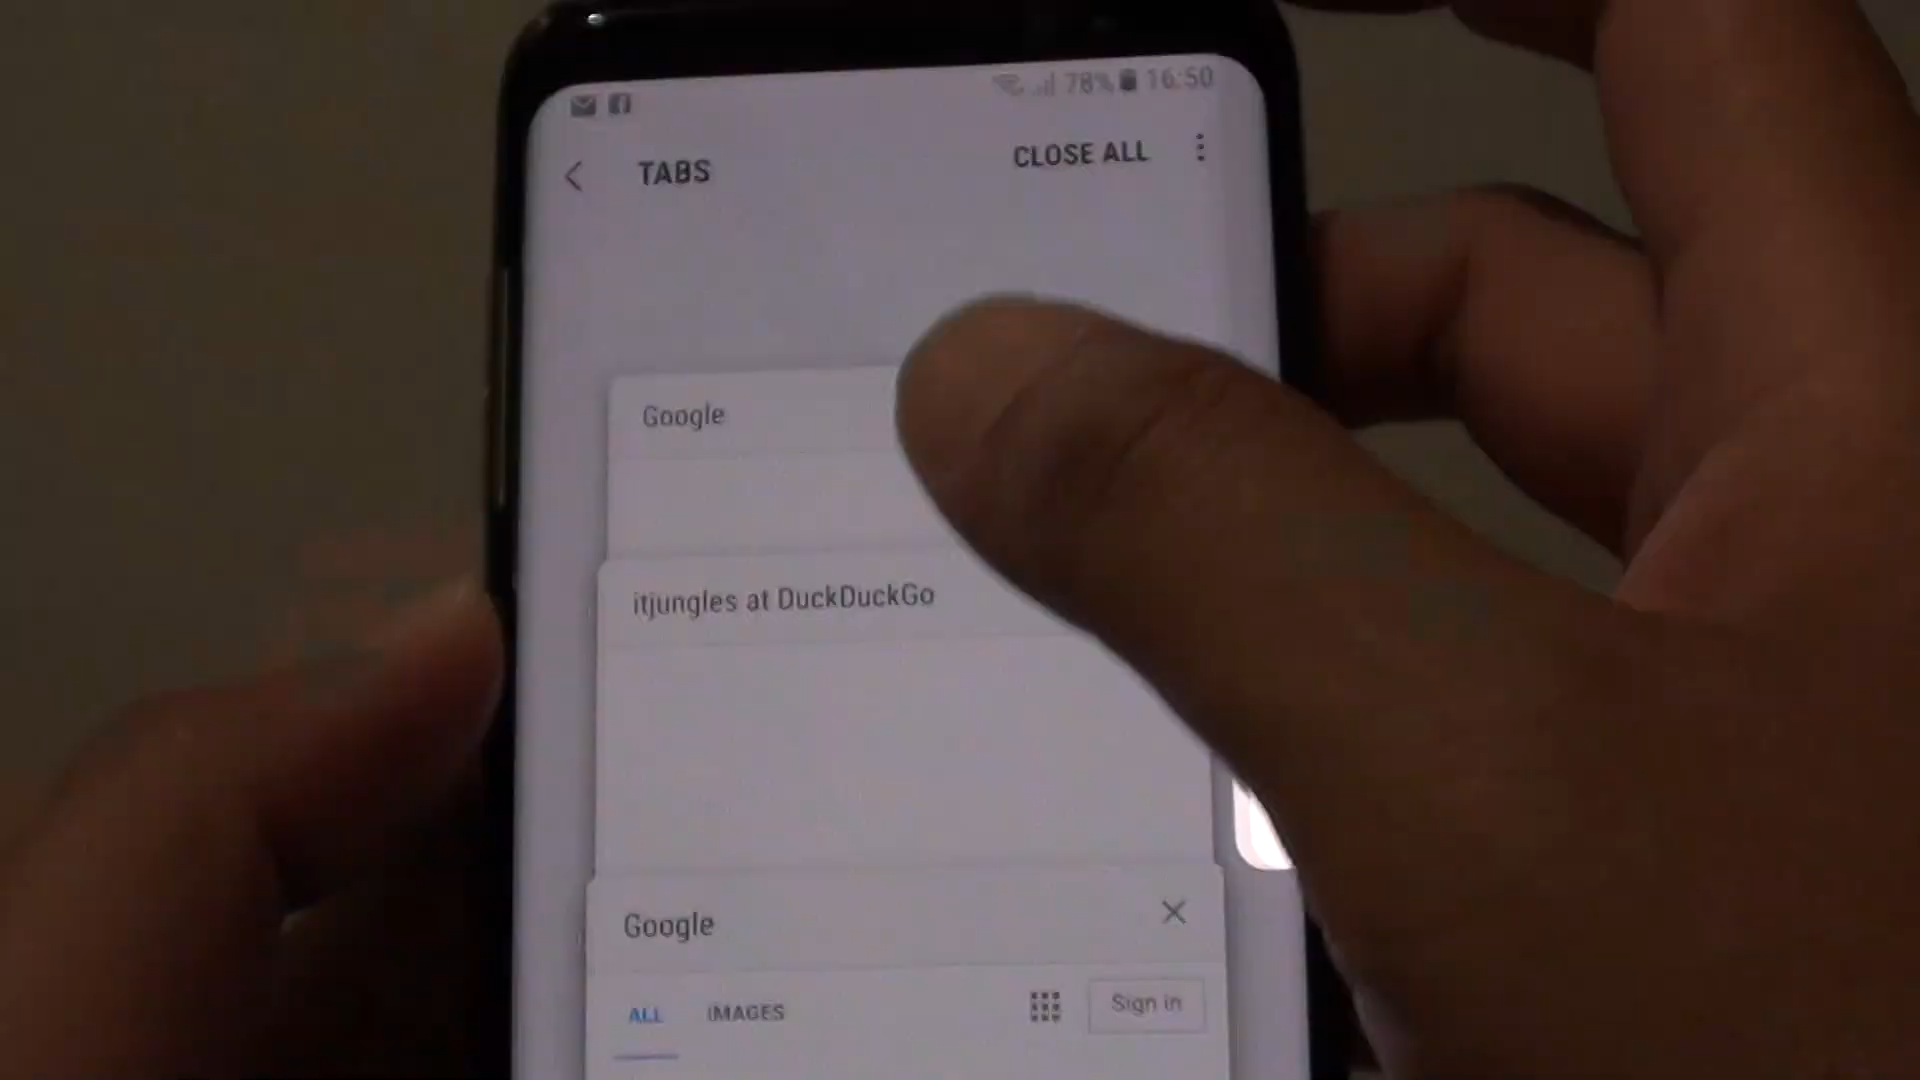 78% 16:50
TABS CLOSE ALL
Google
itjungles at DuckDuckGo
Google
ALL IMAGES Sign in